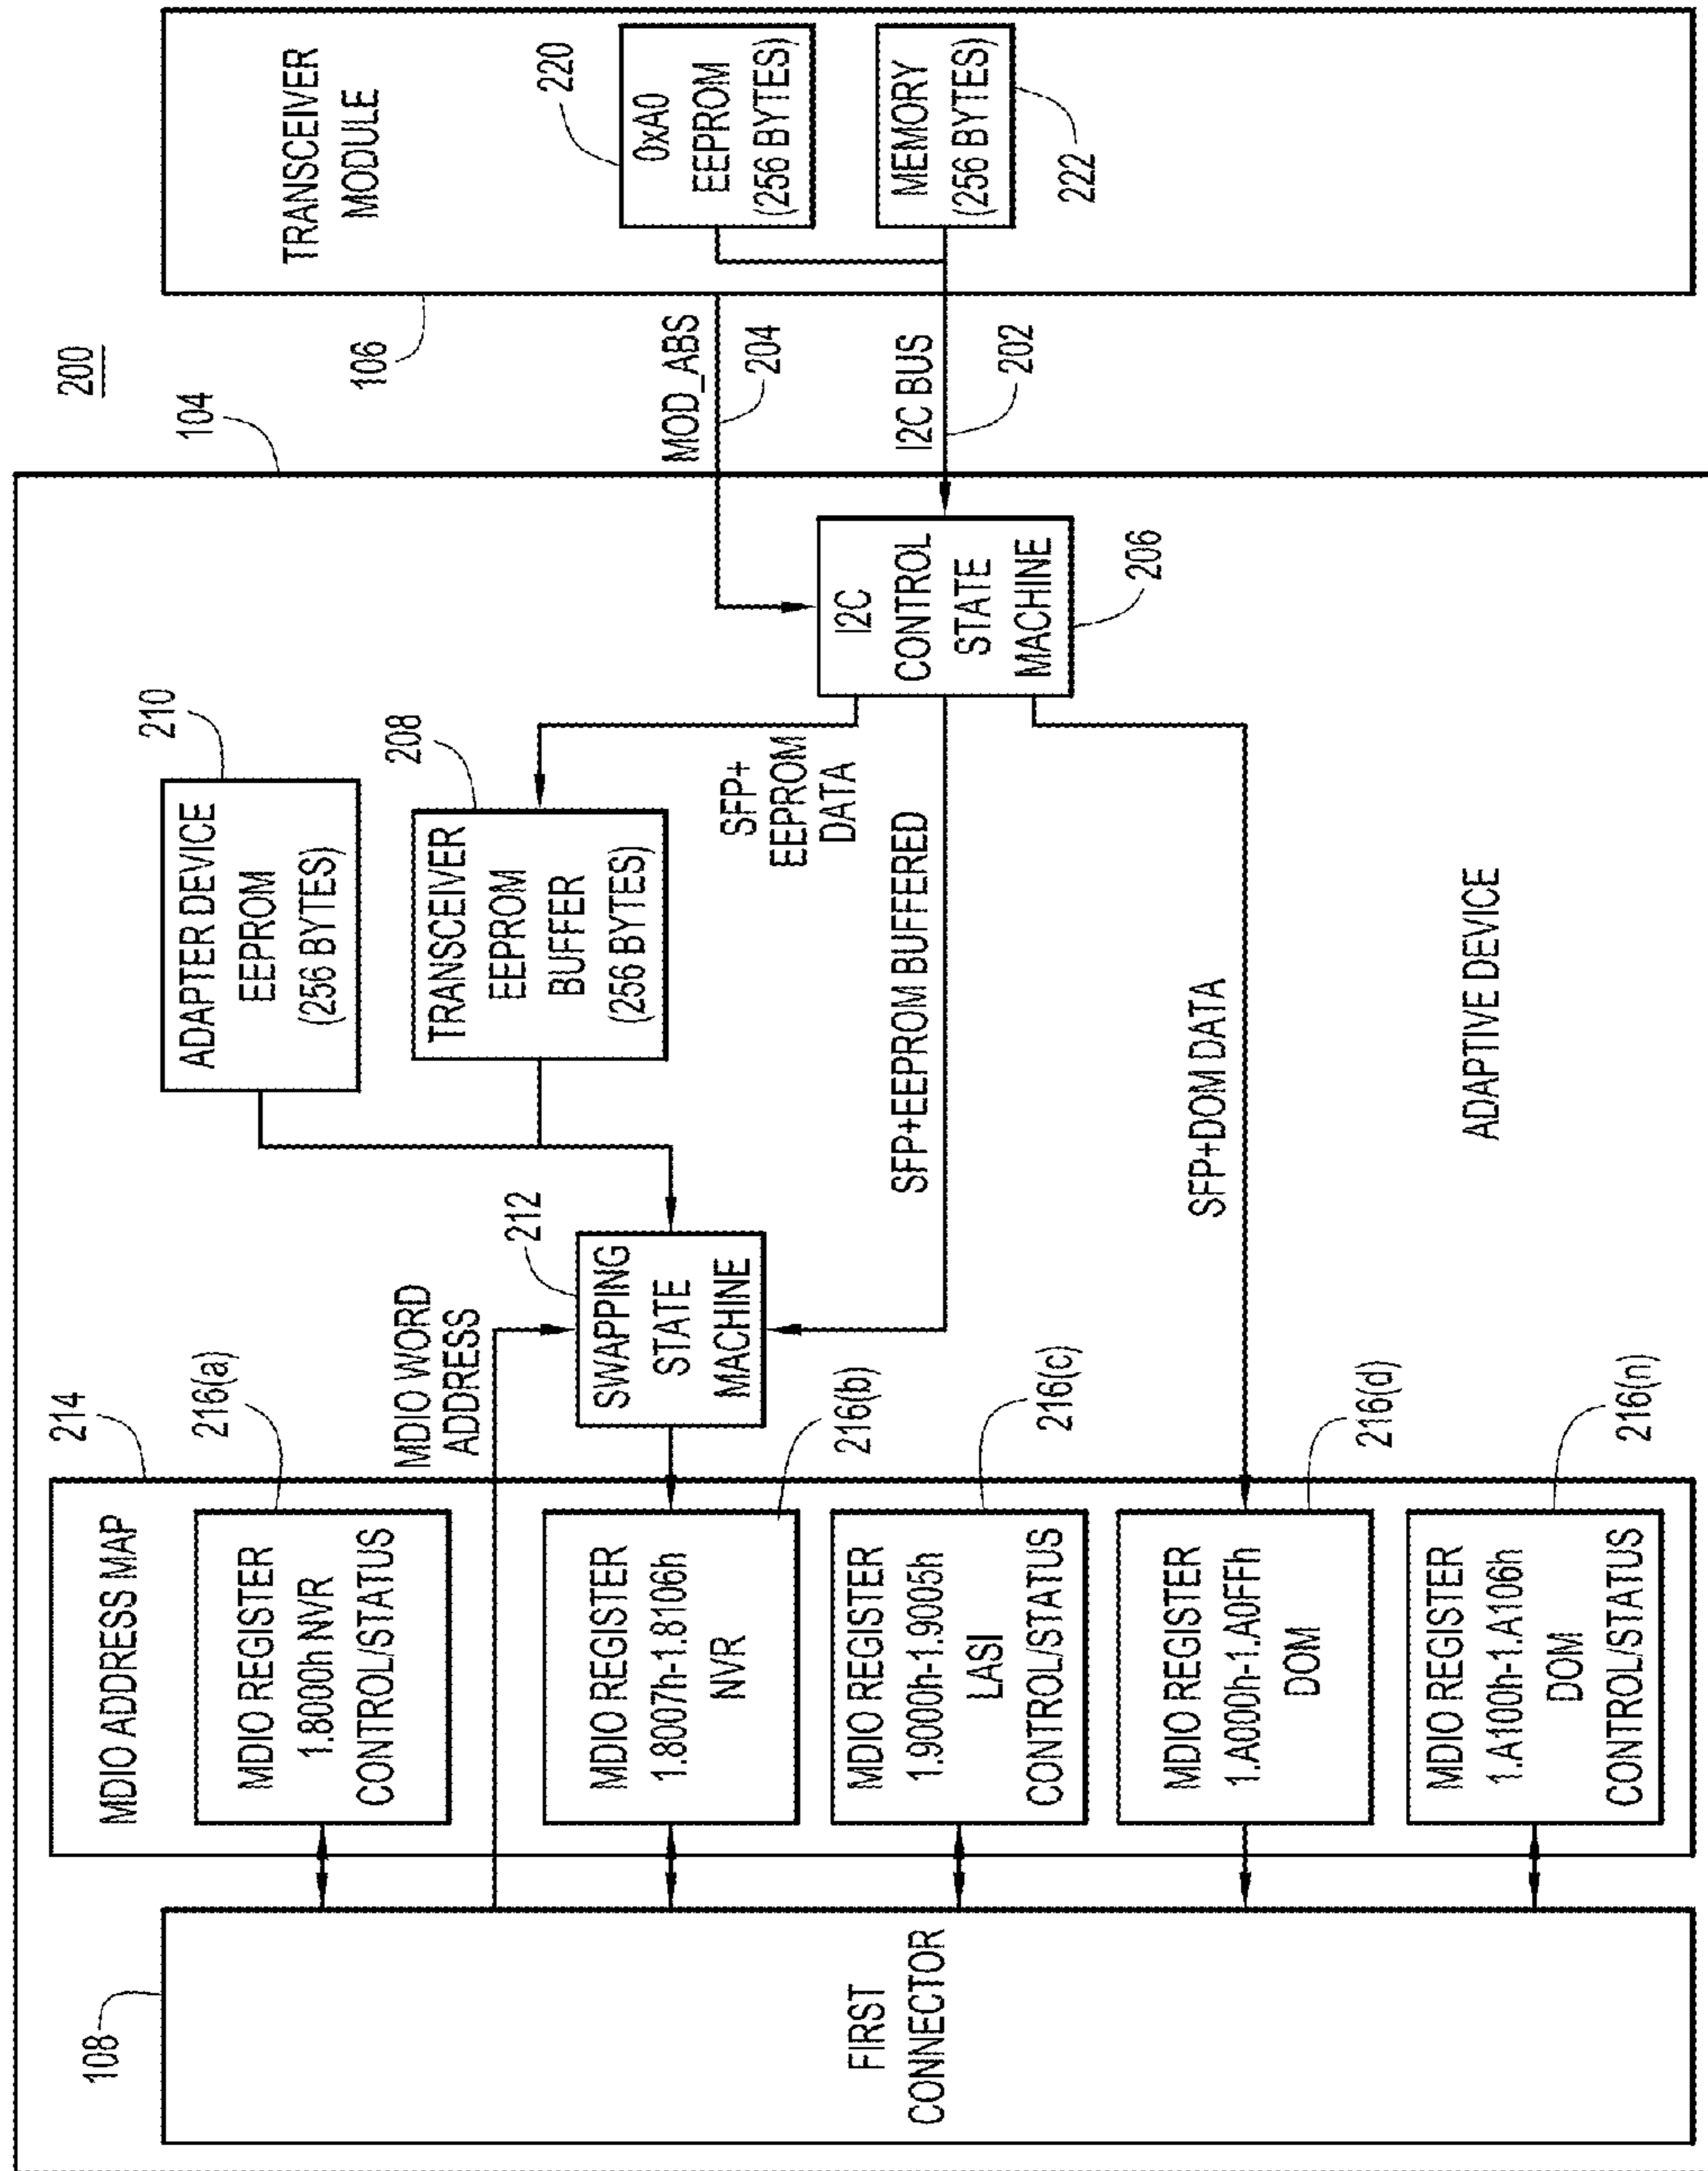 200
108
FIRST
CONNECTOR
214
MDIO ADDRESS MAP
216(a)
MDIO REGISTER
1.8000h NVR
CONTROL/STATUS
MDIO WORD
ADDRESS
MDIO REGISTER
1.8007h-1.8106h
NVR
216(b)
MDIO REGISTER
1.9000h-1.9005h
LASI
CONTROL/STATUS
216(c)
MDIO REGISTER
1.A000h-1.A0FFh
DOM
216(d)
MDIO REGISTER
1.A100h-1.A106h
DOM
CONTROL/STATUS
216(n)
212
SWAPPING
STATE
MACHINE
210
ADAPTER DEVICE
EEPROM
(256 BYTES)
208
TRANSCEIVER
EEPROM
BUFFER
(256 BYTES)
SFP+
EEPROM
DATA
SFP+EEPROM BUFFERED
SFP+DOM DATA
ADAPTIVE DEVICE
I2C
CONTROL
STATE
MACHINE
206
104
MOD_ABS
204
I2C BUS
202
106
TRANSCEIVER
MODULE
220
0xA0
EEPROM
(256 BYTES)
MEMORY
(256 BYTES)
222